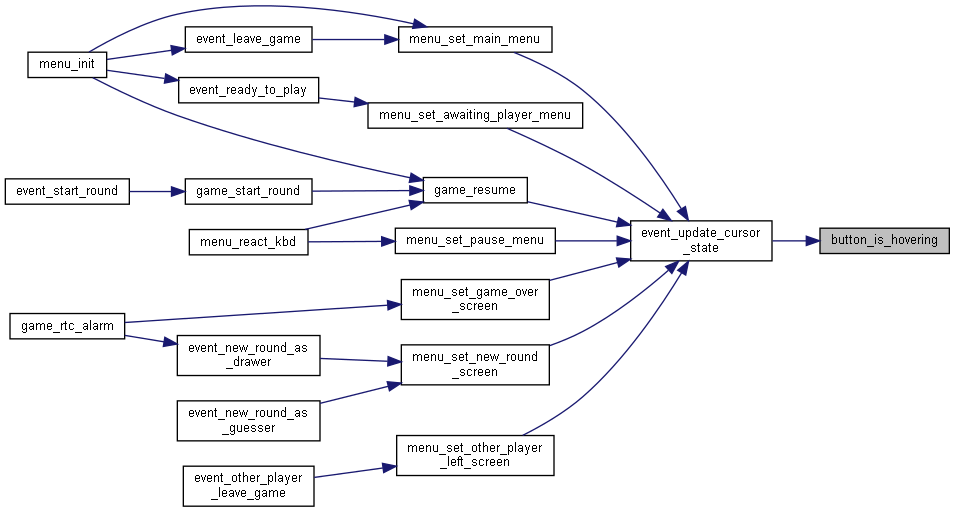 menu_init
event_leave_game
menu_set_main_menu
event_ready_to_play
menu_set_awaiting_player_menu
event_start_round
game_start_round
game_resume
menu_react_kbd
menu_set_pause_menu
event_update_cursor
_state
button_is_hovering
menu_set_game_over
_screen
game_rtc_alarm
event_new_round_as
_drawer
menu_set_new_round
_screen
event_new_round_as
_guesser
menu_set_other_player
_left_screen
event_other_player
_leave_game